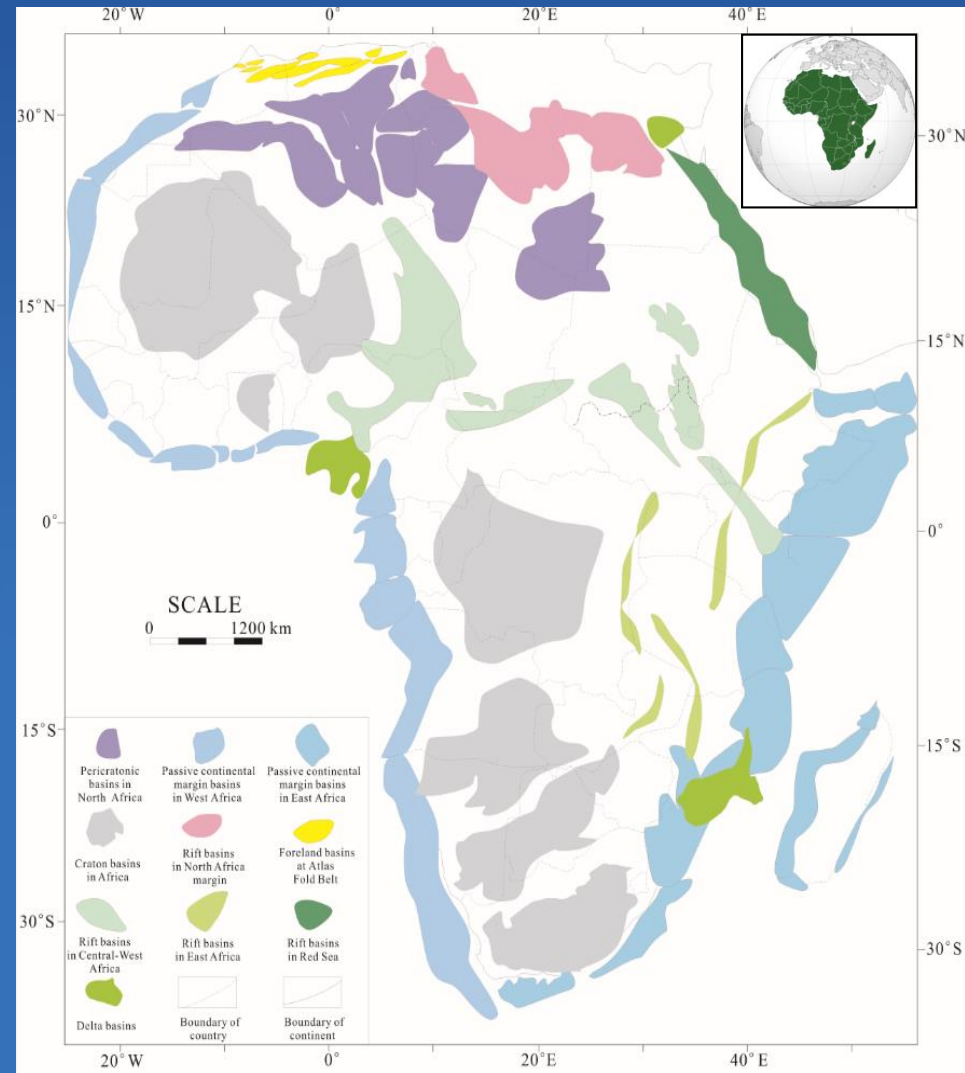 20°W 0° 20°E 40°E
30°N
30°N
15°N
15°N
0°
0°
SCALE
0 1200 km
15°S
15°S
Pericratonic
basins in
North Africa
Passive continental
margin basins
in West Africa
Passive continental
margin basins
in East Africa
Craton basins
in Africa
Rift basins
in North Africa
margin
Foreland basins
at Atlas
Fold Belt
30°S
30°S
Rift basins
in Central-West
Africa
Rift basins
in East Africa
Rift basins
in Red Sea
Delta basins
Boundary of
country
Boundary of
continent
20°W 0° 20°E 40°E